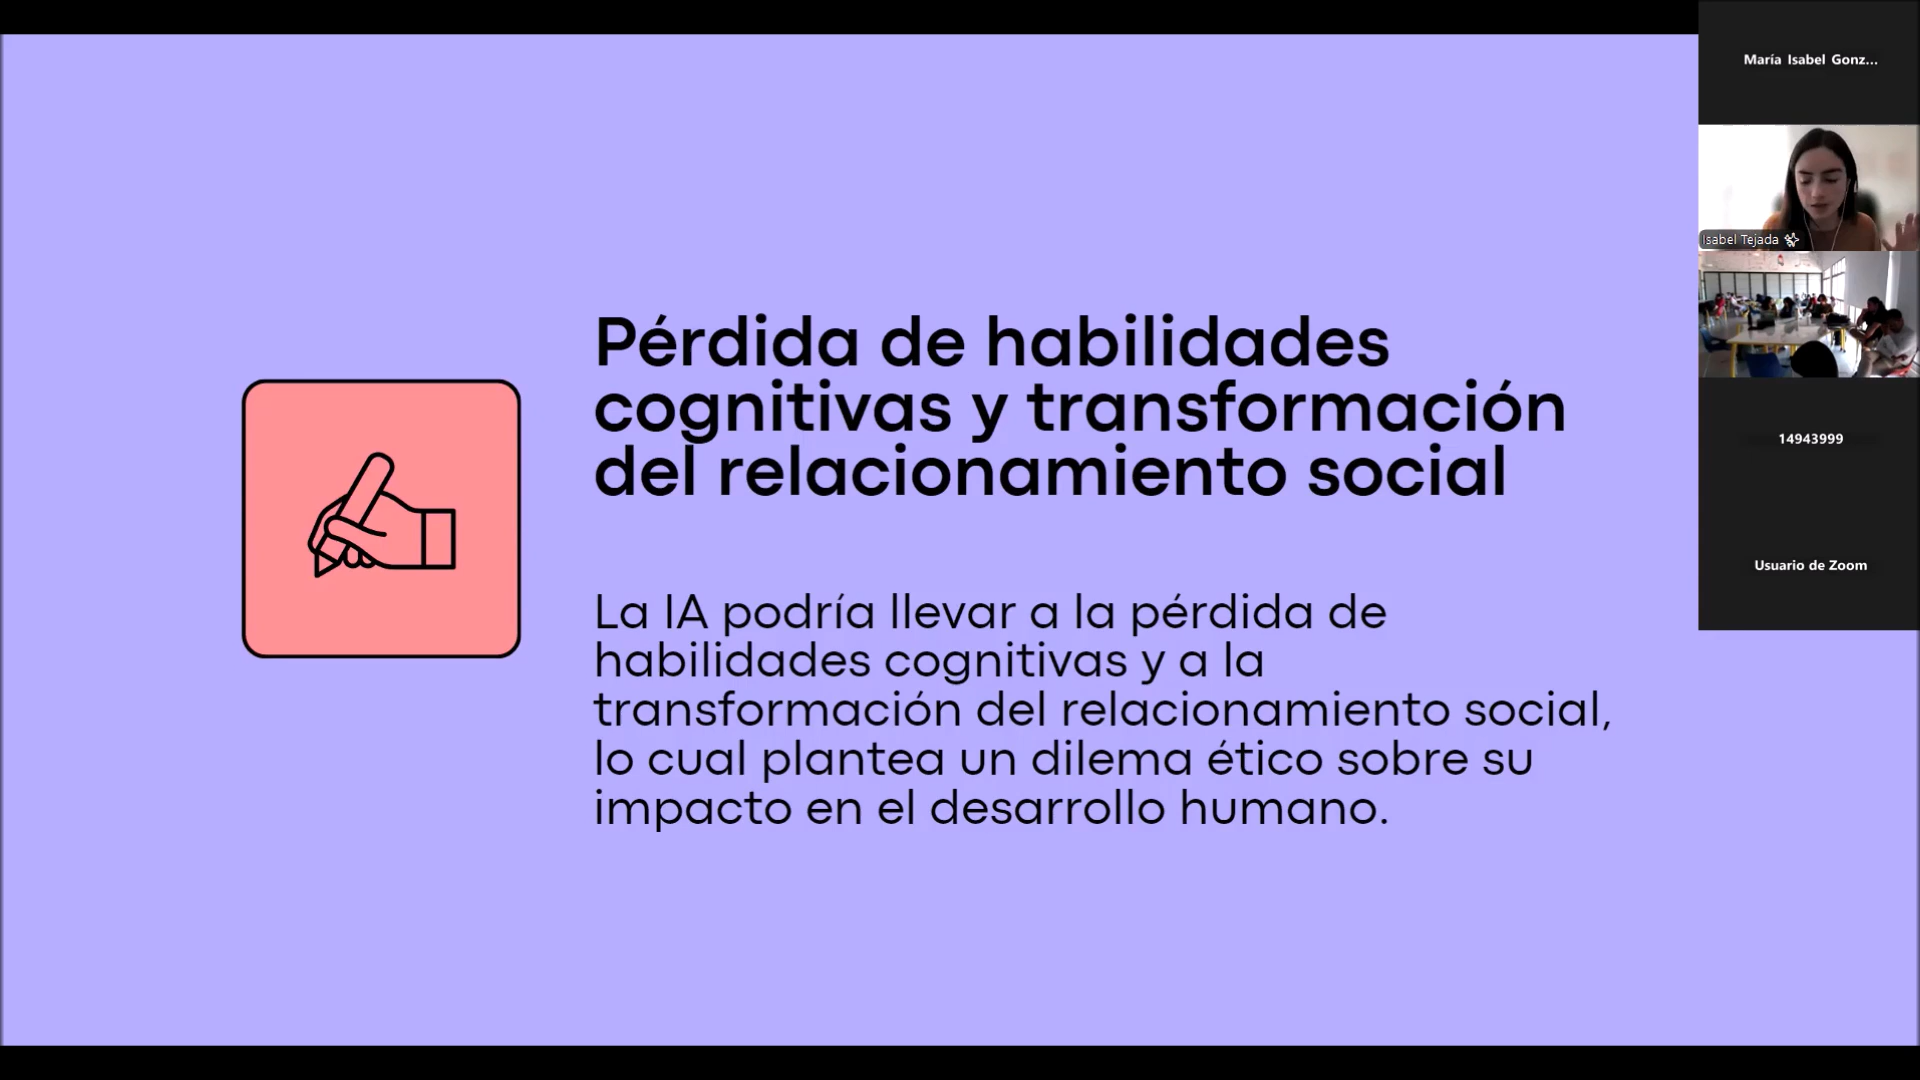 Pérdida de habilidades
cognitivas y transformación
del relacionamiento social
La IA podría llevar a la pérdida de
habilidades cognitivas y a la
transformación del relacionamiento social,
lo cual plantea un dilema ético sobre su
impacto en el desarrollo humano.
María Isabel Gonz...
Isabel Tejada
14943999
Usuario de Zoom